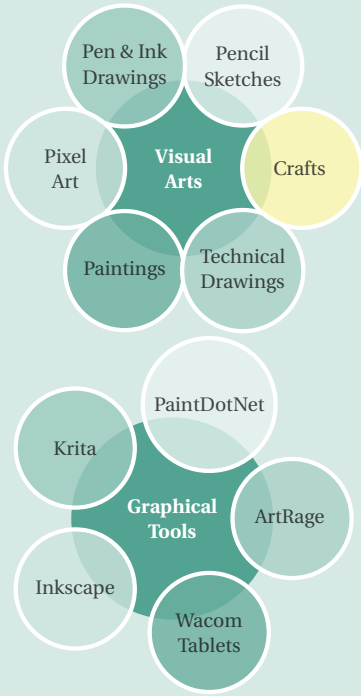 Pen & Ink
Drawings
Pencil
Sketches
Pixel
Art
Visual
Arts
Crafts
Paintings
Technical
Drawings
PaintDotNet
Krita
Graphical
Tools
ArtRage
Inkscape
Wacom
Tablets